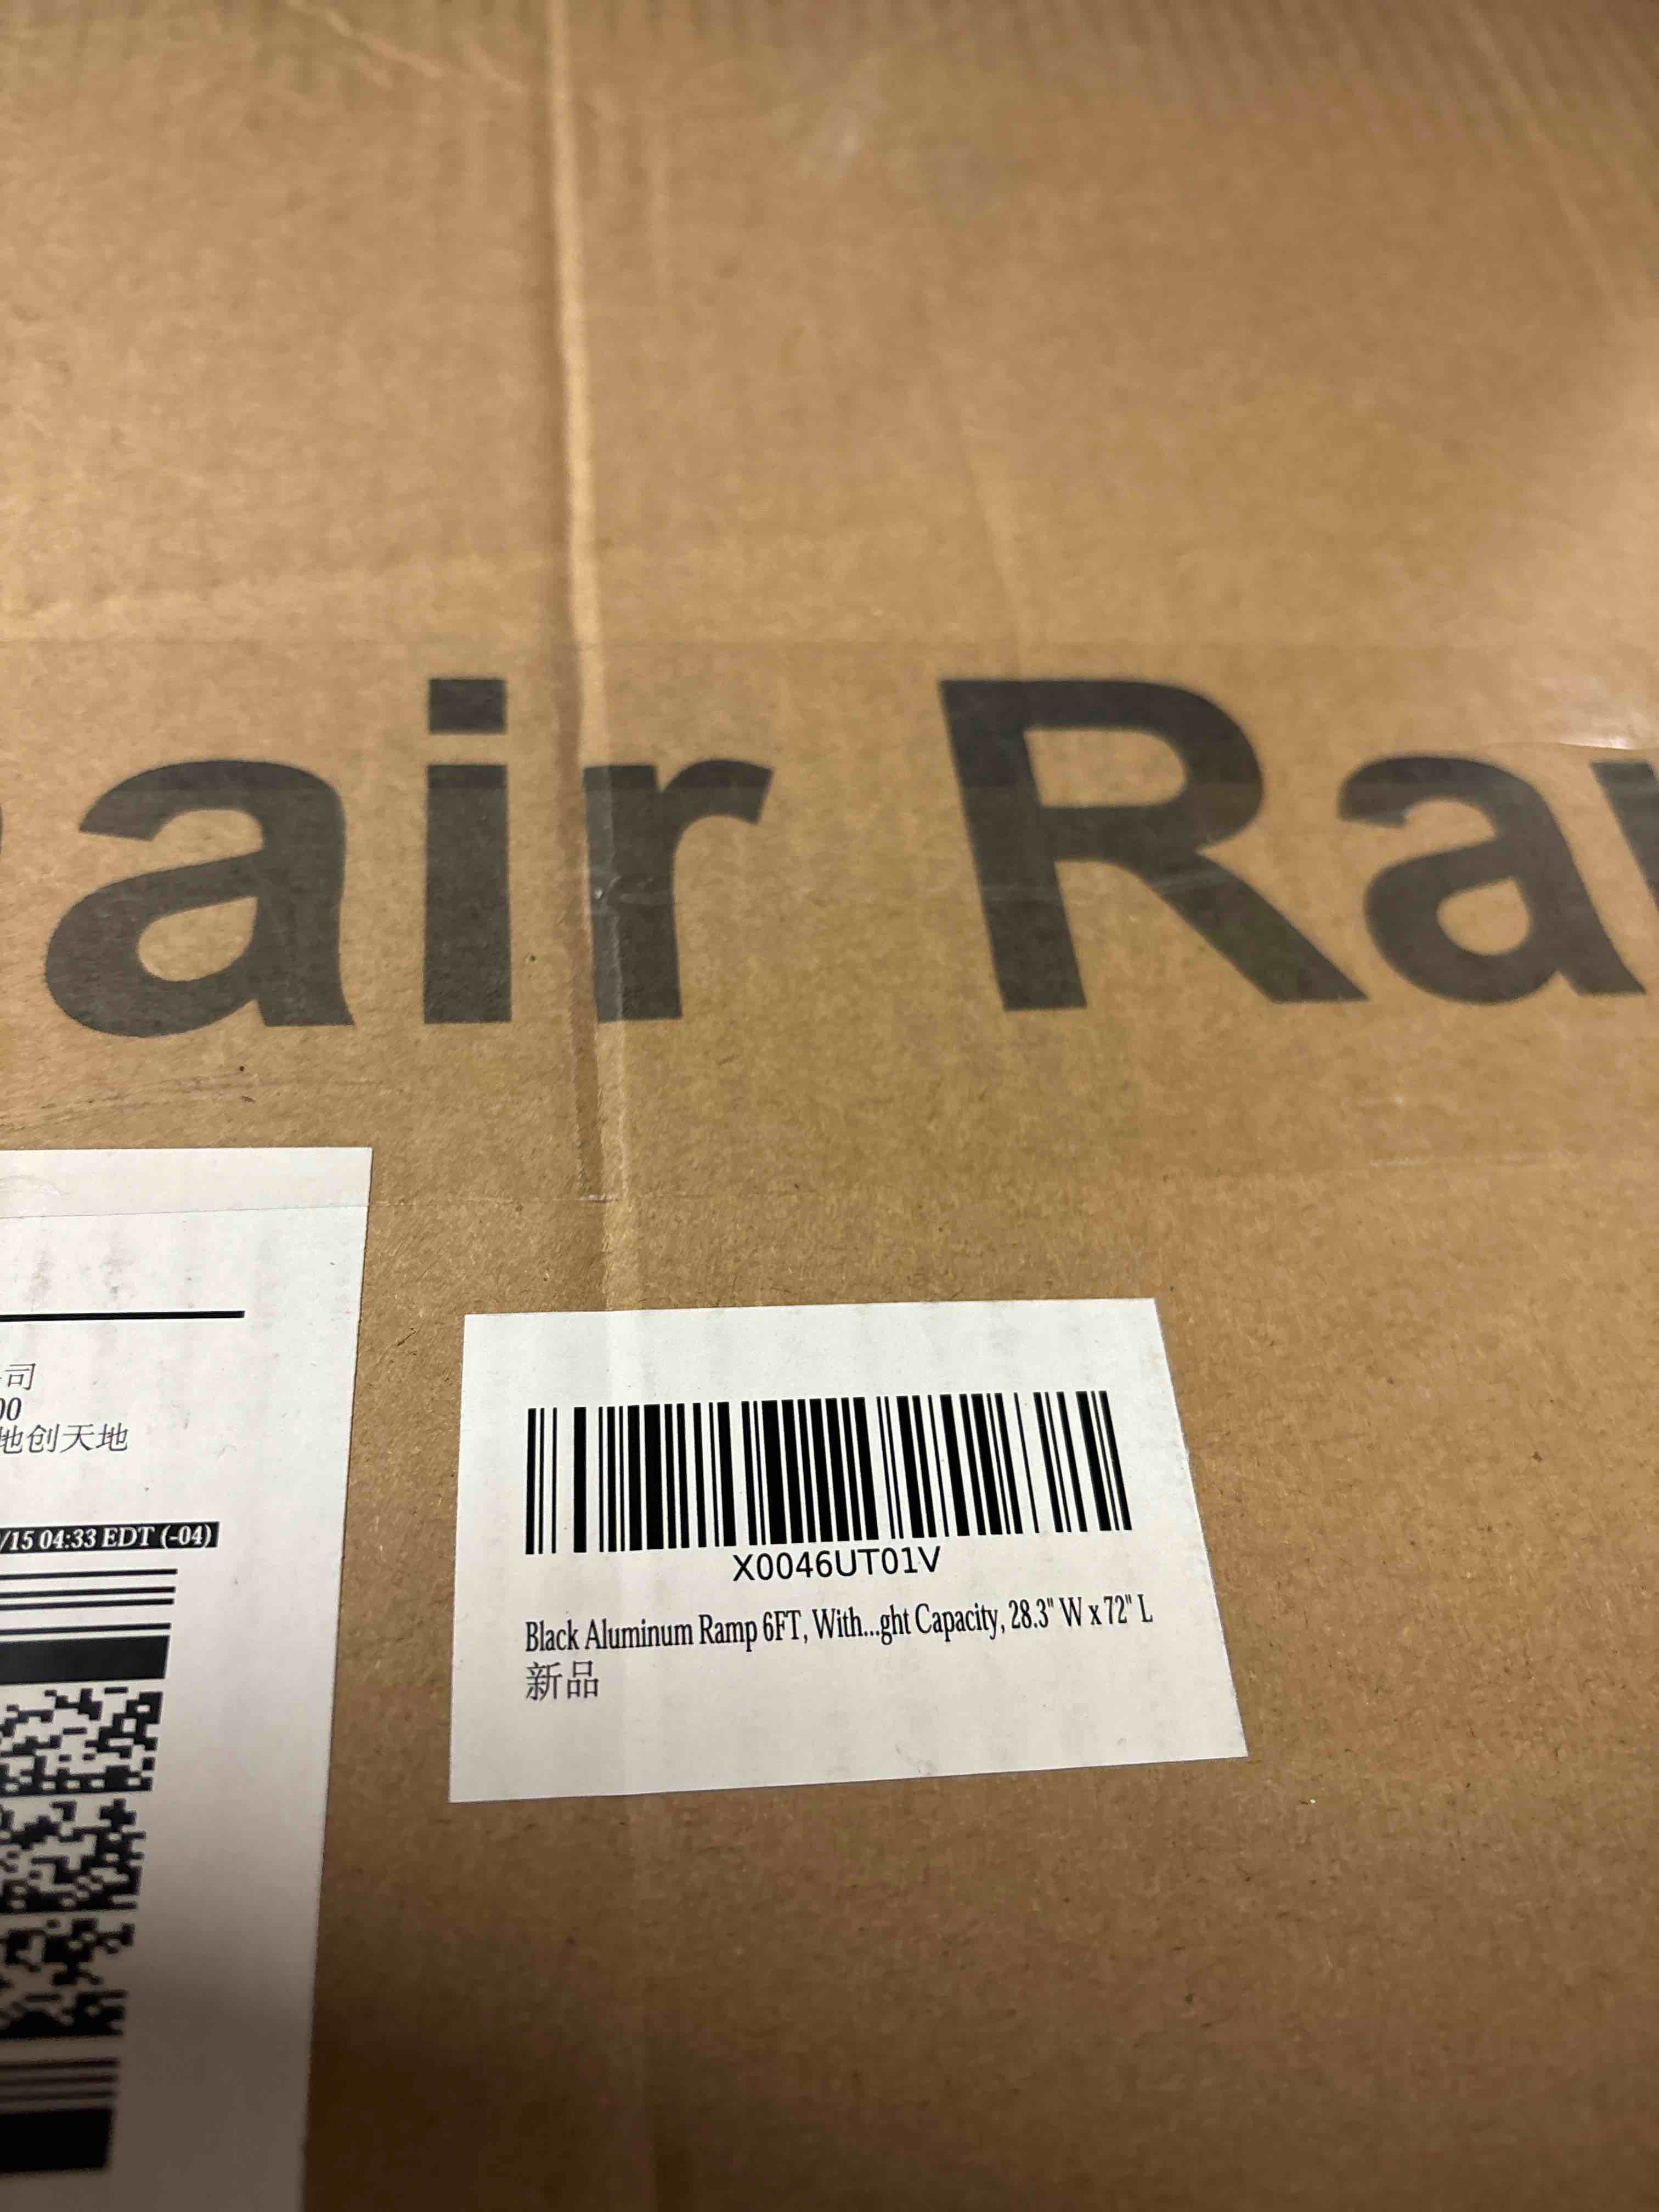 air Ra
司
00
地创天地
/15 04:33 EDT (-04)
X0046UT01V
Black Aluminum Ramp 6FT, With...ght Capacity, 28.3" W x 72" L
新品